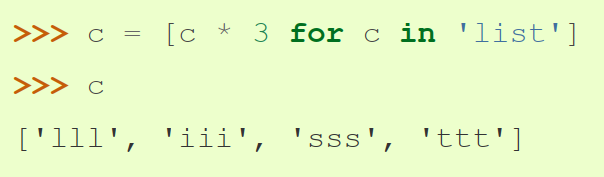 >>> c = [c * 3 for c in 'list']
>>> c
['lll', 'iii', 'sss', 'ttt']